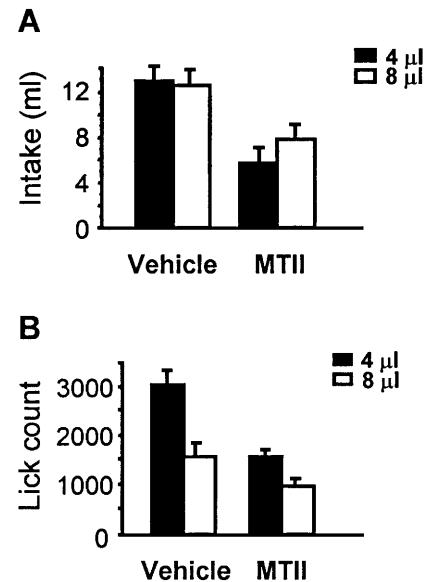 A
4 µl
8 µl
Intake (ml)
12
8
4
0
Vehicle MTII
B
4 µl
8 µl
Lick count
3000
2000
1000
0
Vehicle MTII